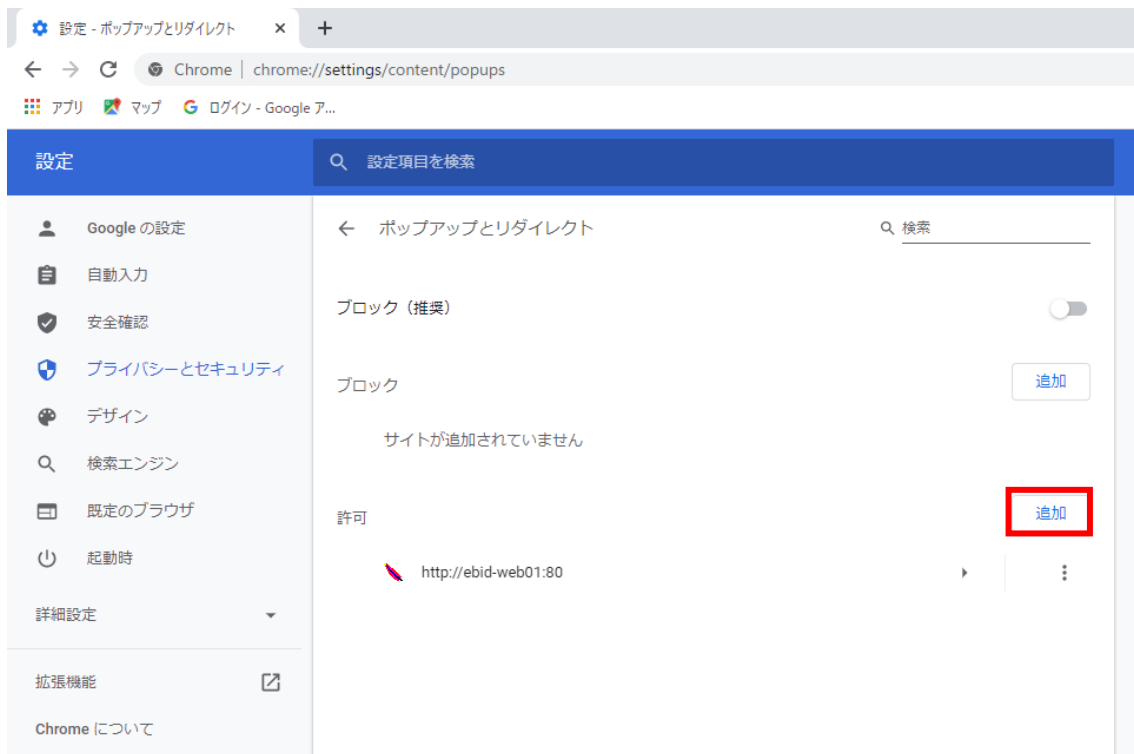 設定 - ポップアップとリダイレクト
Chrome | chrome://settings/content/popups
アプリ マップ ログイン - Google ア...
設定
設定項目を検索
Google の設定
自動入力
安全確認
プライバシーとセキュリティ
デザイン
検索エンジン
既定のブラウザ
起動時
詳細設定
拡張機能
Chrome について
ポップアップとリダイレクト
検索
ブロック（推奨）
ブロック
追加
サイトが追加されていません
許可
追加
http://ebid-web01:80